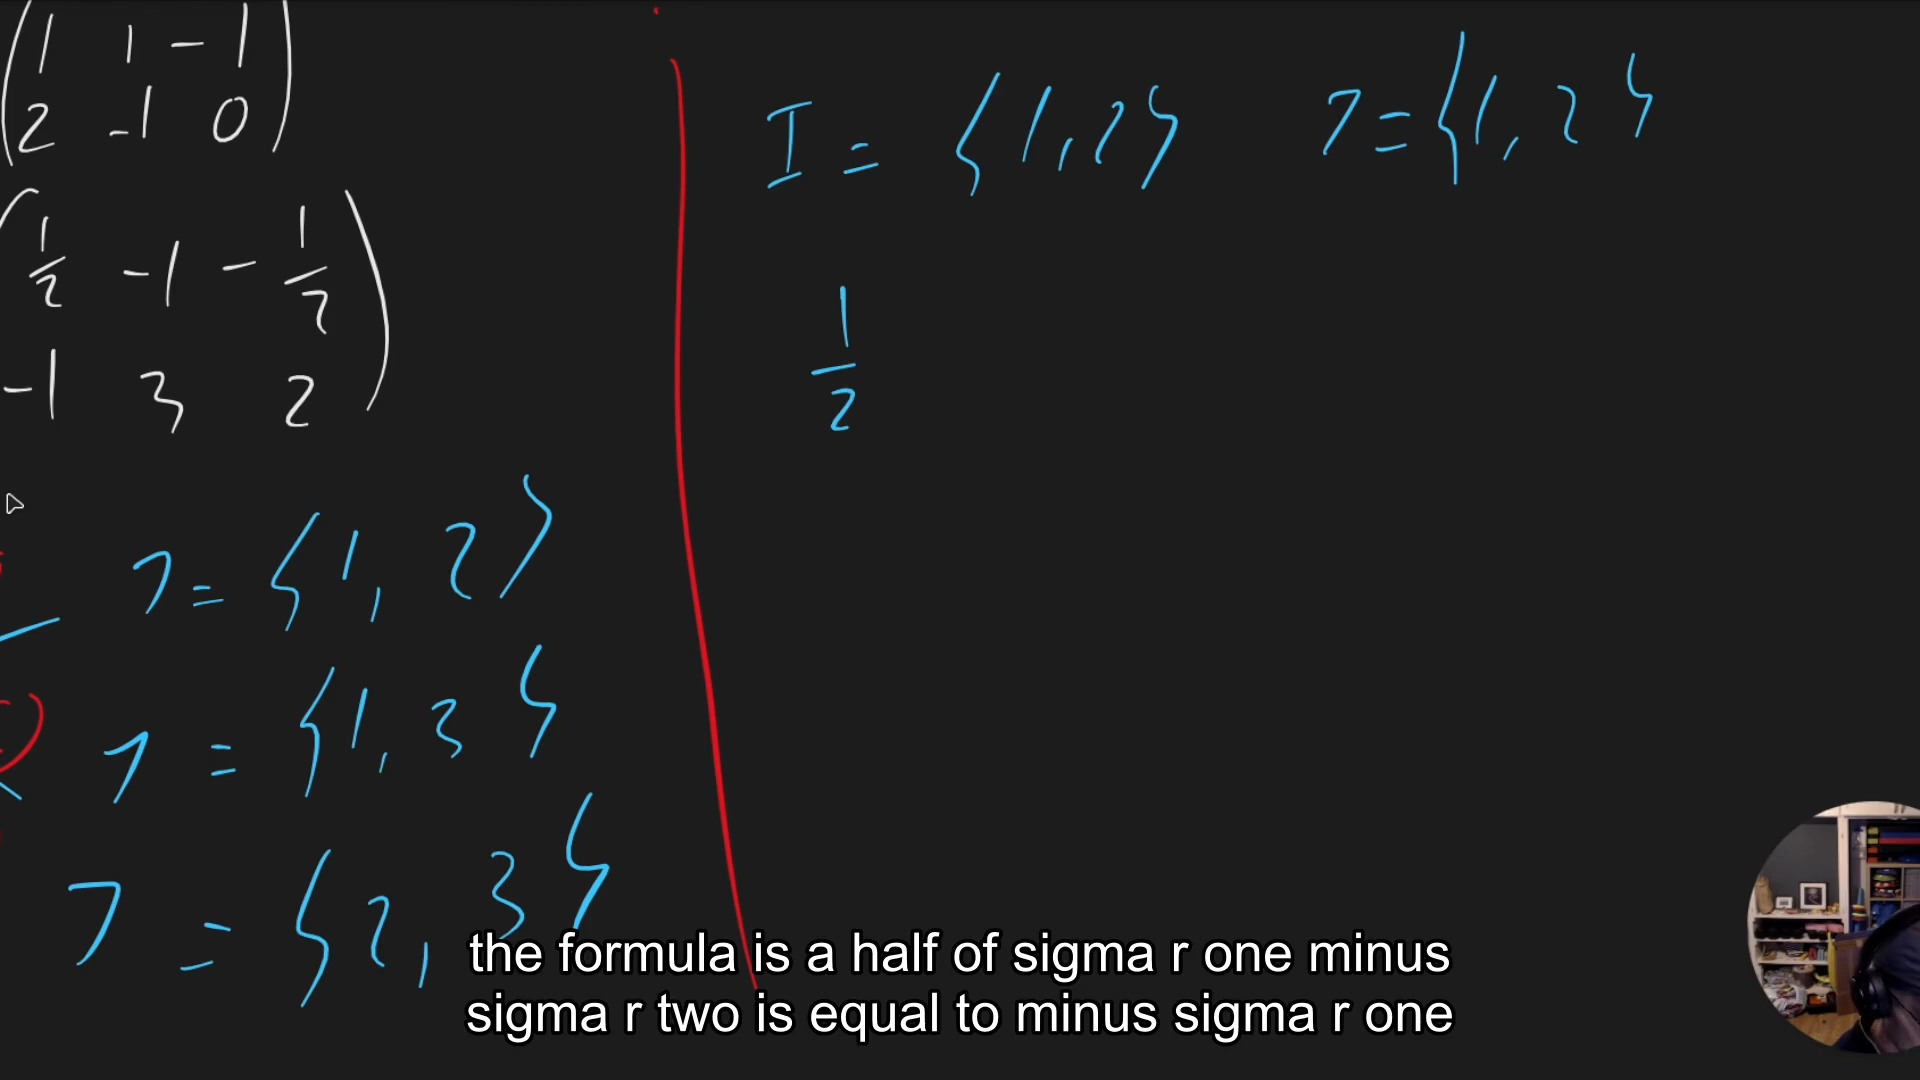 1 1 - 1
2 - 1 0
1/2 - 1 - 1/2
- 1 3 2
J = {1, 2}
J = {1, 3}
J = {2, 3}
I = {1, 2} J = {1, 2}
1/2
the formula is a half of sigma r one minus
sigma r two is equal to minus sigma r one